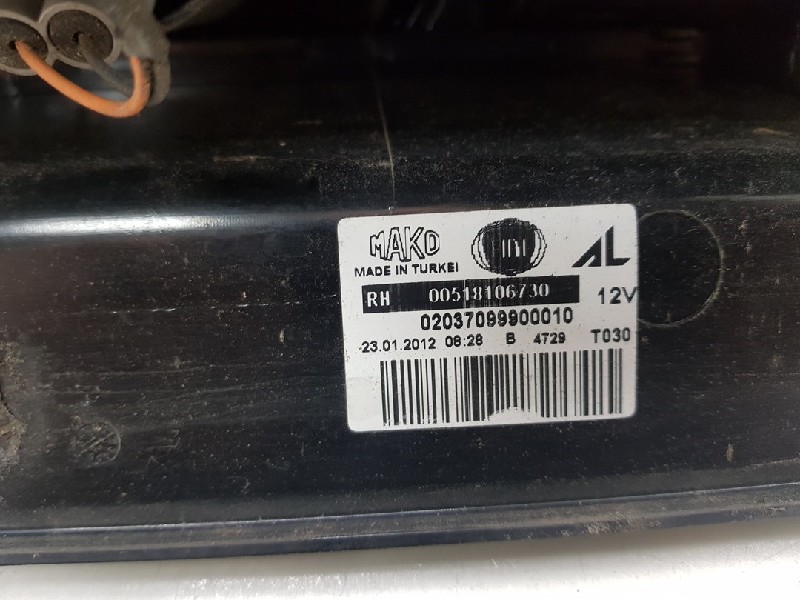 MAKO
AL
MADE IN TURKEI
RH 00518106730 12V
02037099900010
23.01.2012 08:28 B 4729 T030